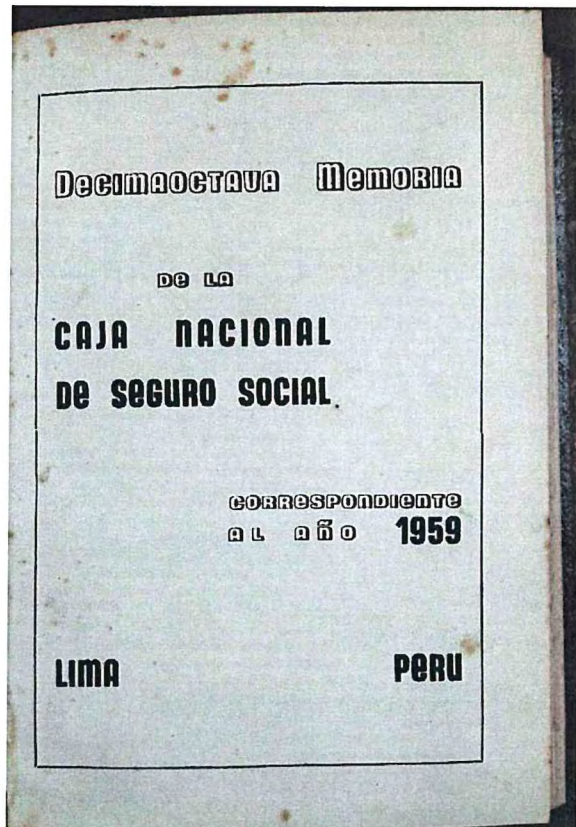 Decimaoctava Memoria
de la
CAJA NACIONAL
De SeGURO SOCIAL
correspondiente
al año 1959
LIMA PeRU